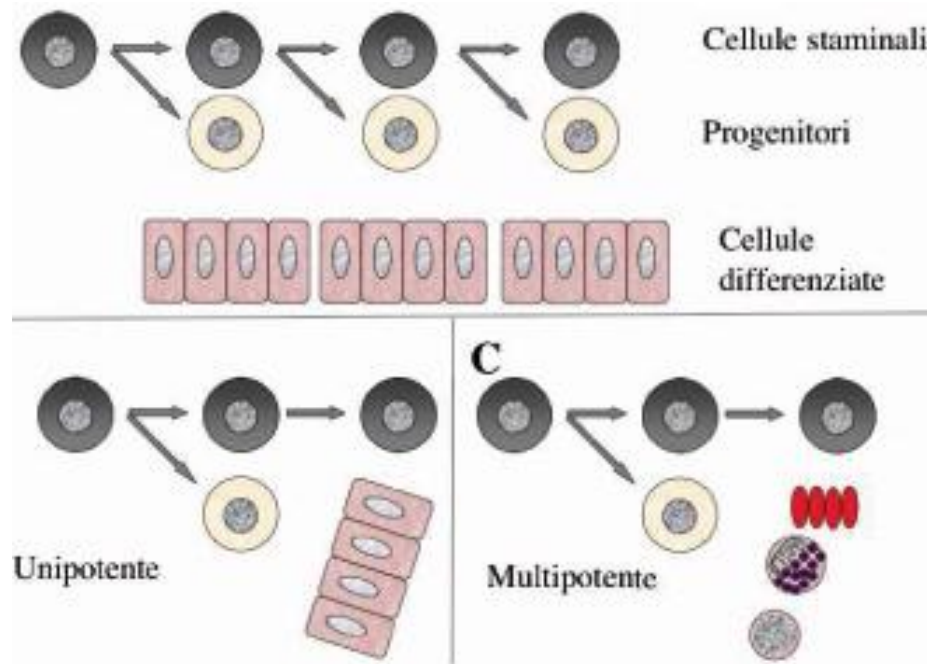 Cellule staminali
Progenitori
Cellule
differenziate
C
Unipotente
Multipotente